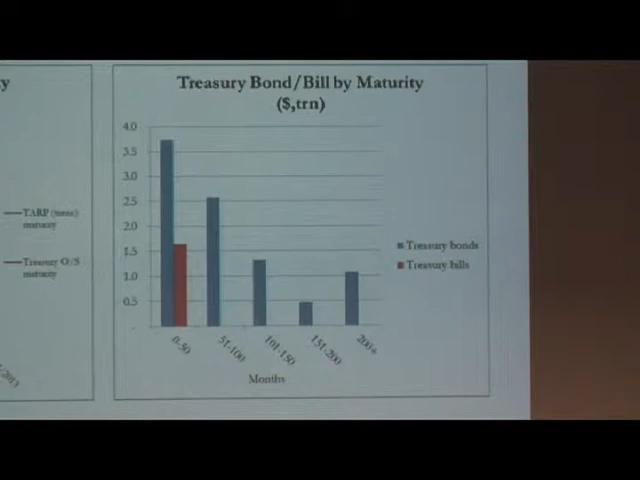 y
Treasury Bond/Bill by Maturity
($,trn)
4.0
3.5
3.0
2.5
2.0
1.5
1.0
0.5
-
0-50
51-100
101-150
151-200
200+
Months
Treasury bonds
Treasury bills
TARP
maturity
Treasury O/S
maturity
/2013